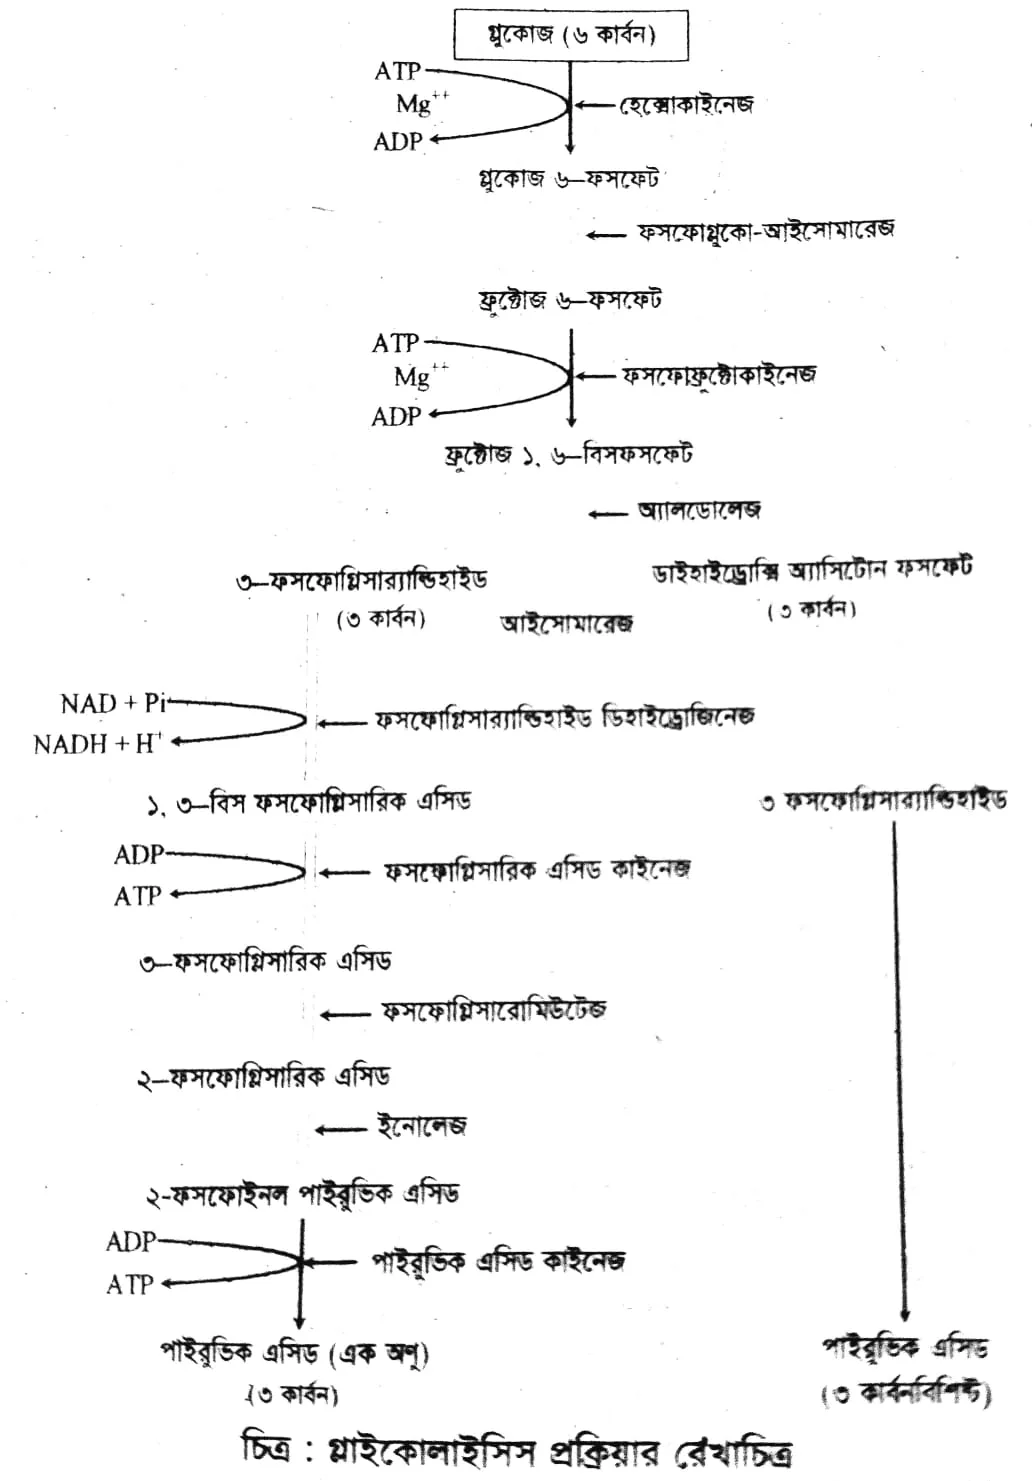 গ্লুকোজ (৬ কার্বন)
ATP
Mg⁺⁺
হেক্সোকাইনেজ
ADP
গ্লুকোজ ৬–ফসফেট
ফসফোগ্লুকো-আইসোমারেজ
ফ্রুক্টোজ ৬–ফসফেট
ATP
Mg⁺⁺
ফসফোফ্রুক্টোকাইনেজ
ADP
ফ্রুক্টোজ ১, ৬–বিসফসফেট
অ্যালডোলেজ
৩–ফসফোগ্লিসার‍্যাল্ডিহাইড
ডাইহাইড্রোক্সি অ্যাসিটোন ফসফেট
(৩ কার্বন)
আইসোমারেজ
(৩ কার্বন)
NAD + Pi
ফসফোগ্লিসার‍্যাল্ডিহাইড ডিহাইড্রোজিনেজ
NADH + H⁺
১, ৩–বিস ফসফোগ্লিসারিক এসিড
৩ ফসফোগ্লিসার‍্যাল্ডিহাইড
ADP
ফসফোগ্লিসারিক এসিড কাইনেজ
ATP
৩–ফসফোগ্লিসারিক এসিড
ফসফোগ্লিসারোমিউটেজ
২–ফসফোগ্লিসারিক এসিড
ইনোলেজ
২-ফসফোইনল পাইরুভিক এসিড
ADP
পাইরুভিক এসিড কাইনেজ
ATP
পাইরুভিক এসিড (এক অণু)
পাইরুভিক এসিড
(৩ কার্বন)
(৩ কার্বনবিশিষ্ট)
চিত্র : গ্লাইকোলাইসিস প্রক্রিয়ার রেখাচিত্র